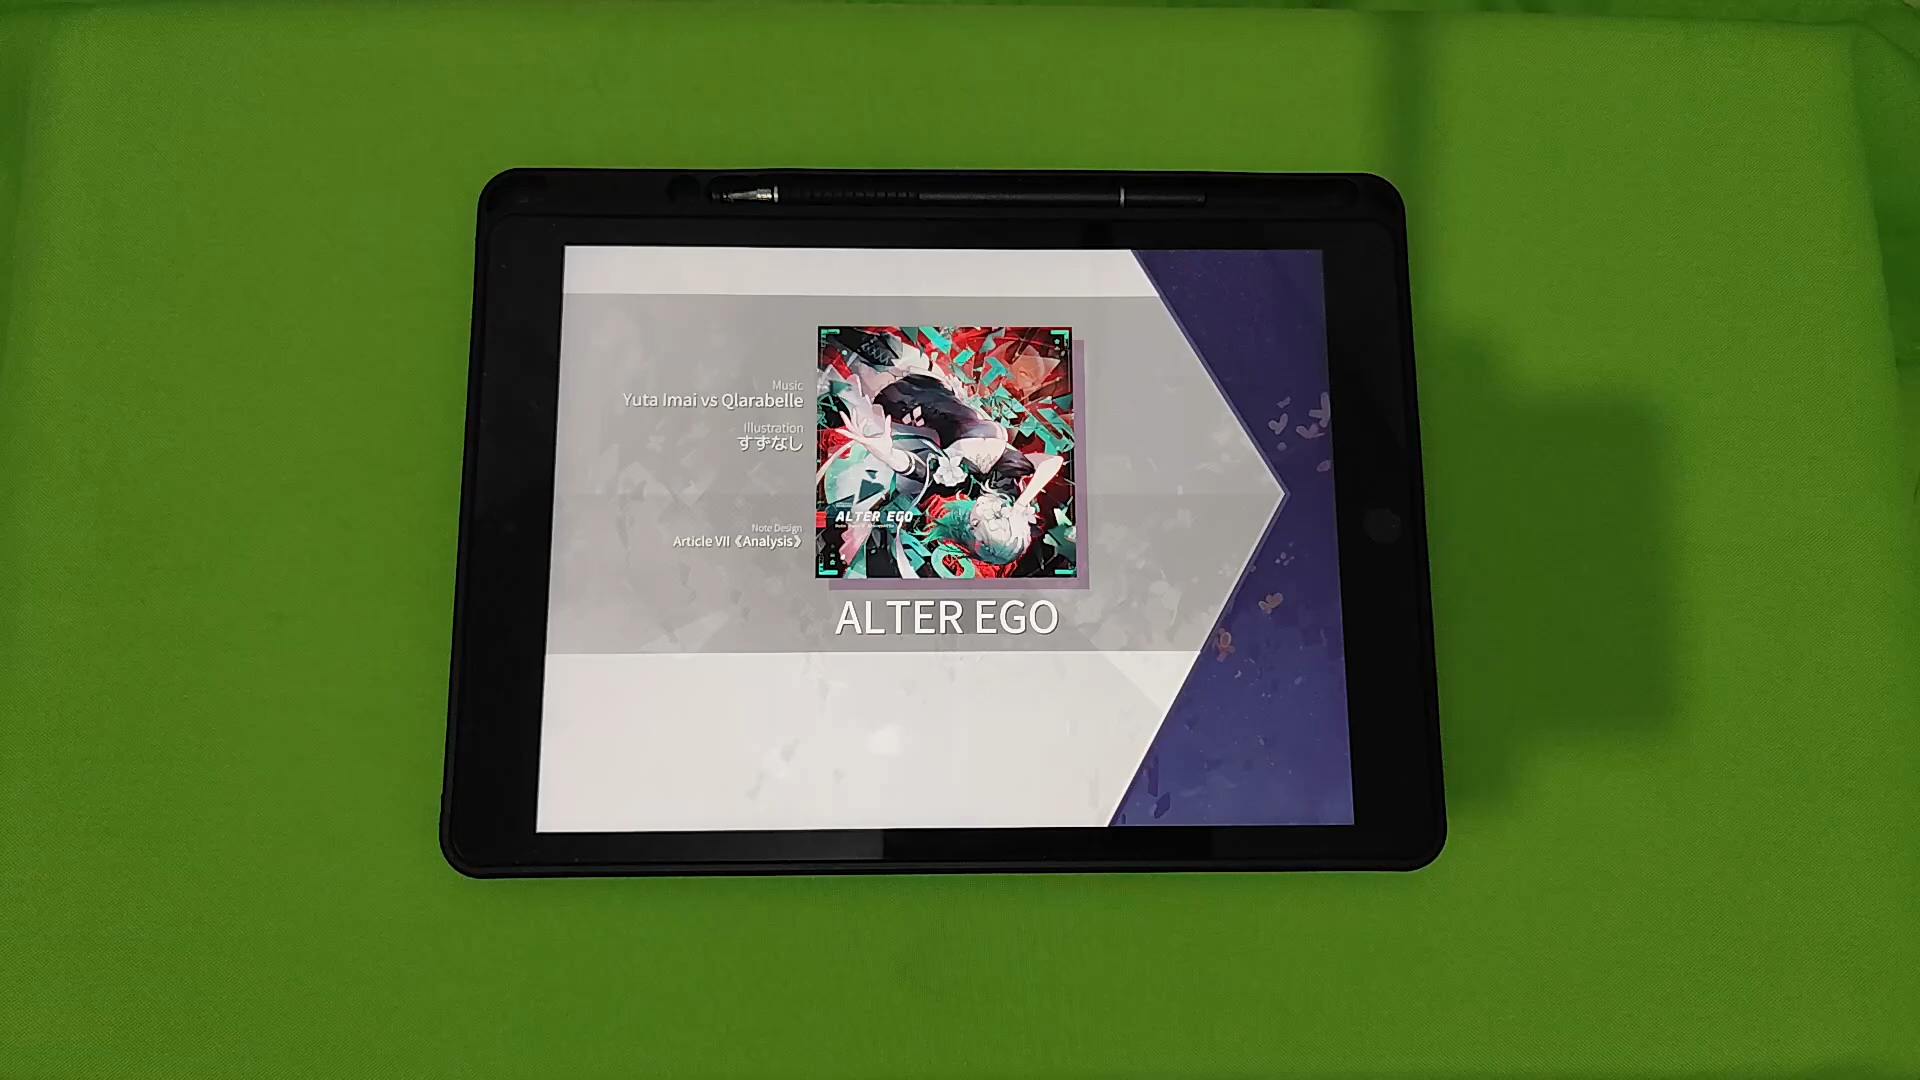 Music
Yuta Imai vs Qlarabelle
Illustration
すずなし
Note Design
Article VII《Analysis》
ALTER EGO
ALTER EGO